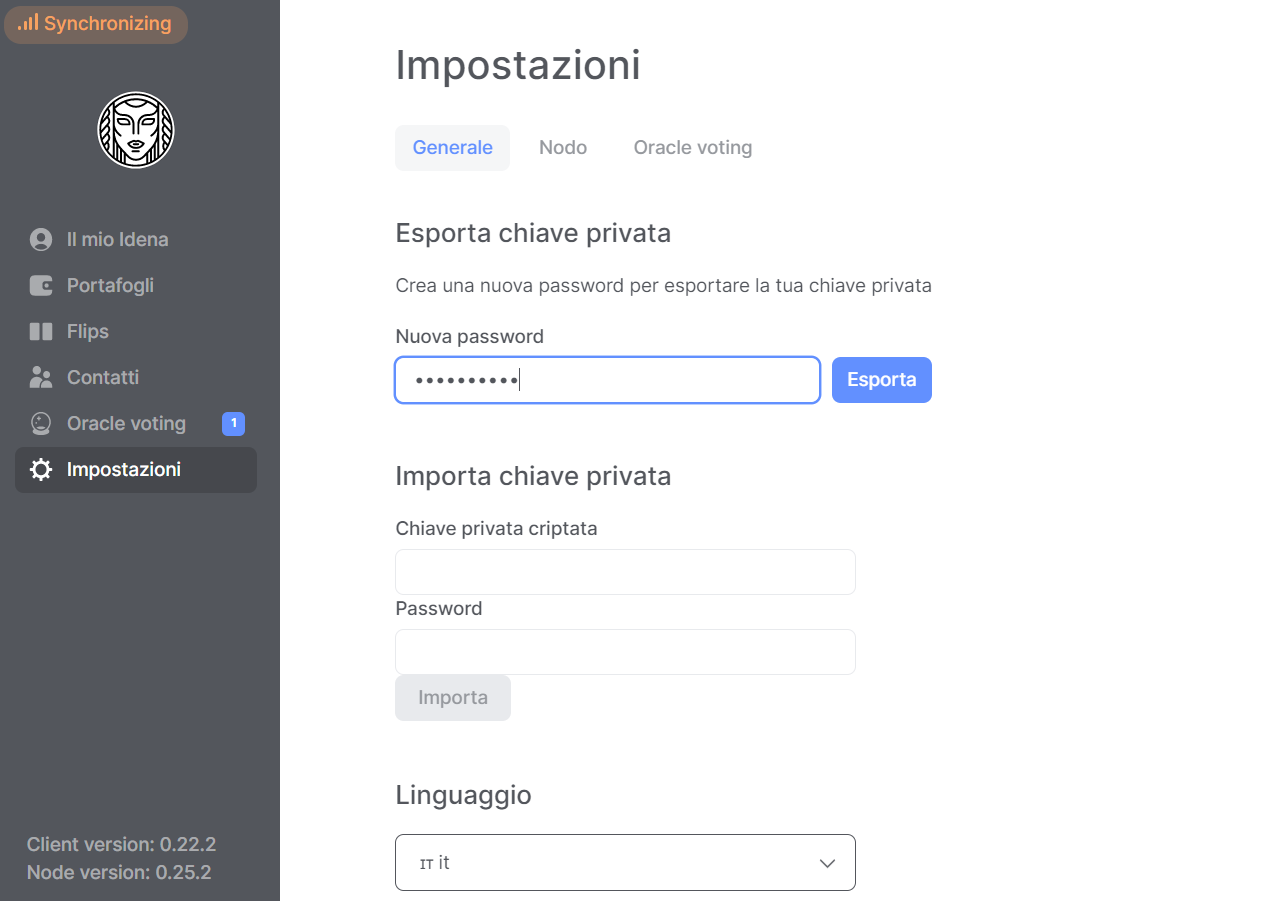 Synchronizing
Il mio Idena
Portafogli
Flips
Contatti
Oracle voting 1
Impostazioni
Client version: 0.22.2
Node version: 0.25.2
Impostazioni
Generale Nodo Oracle voting
Esporta chiave privata
Crea una nuova password per esportare la tua chiave privata
Nuova password
•••••••••• Esporta
Importa chiave privata
Chiave privata criptata
Password
Importa
Linguaggio
IT it